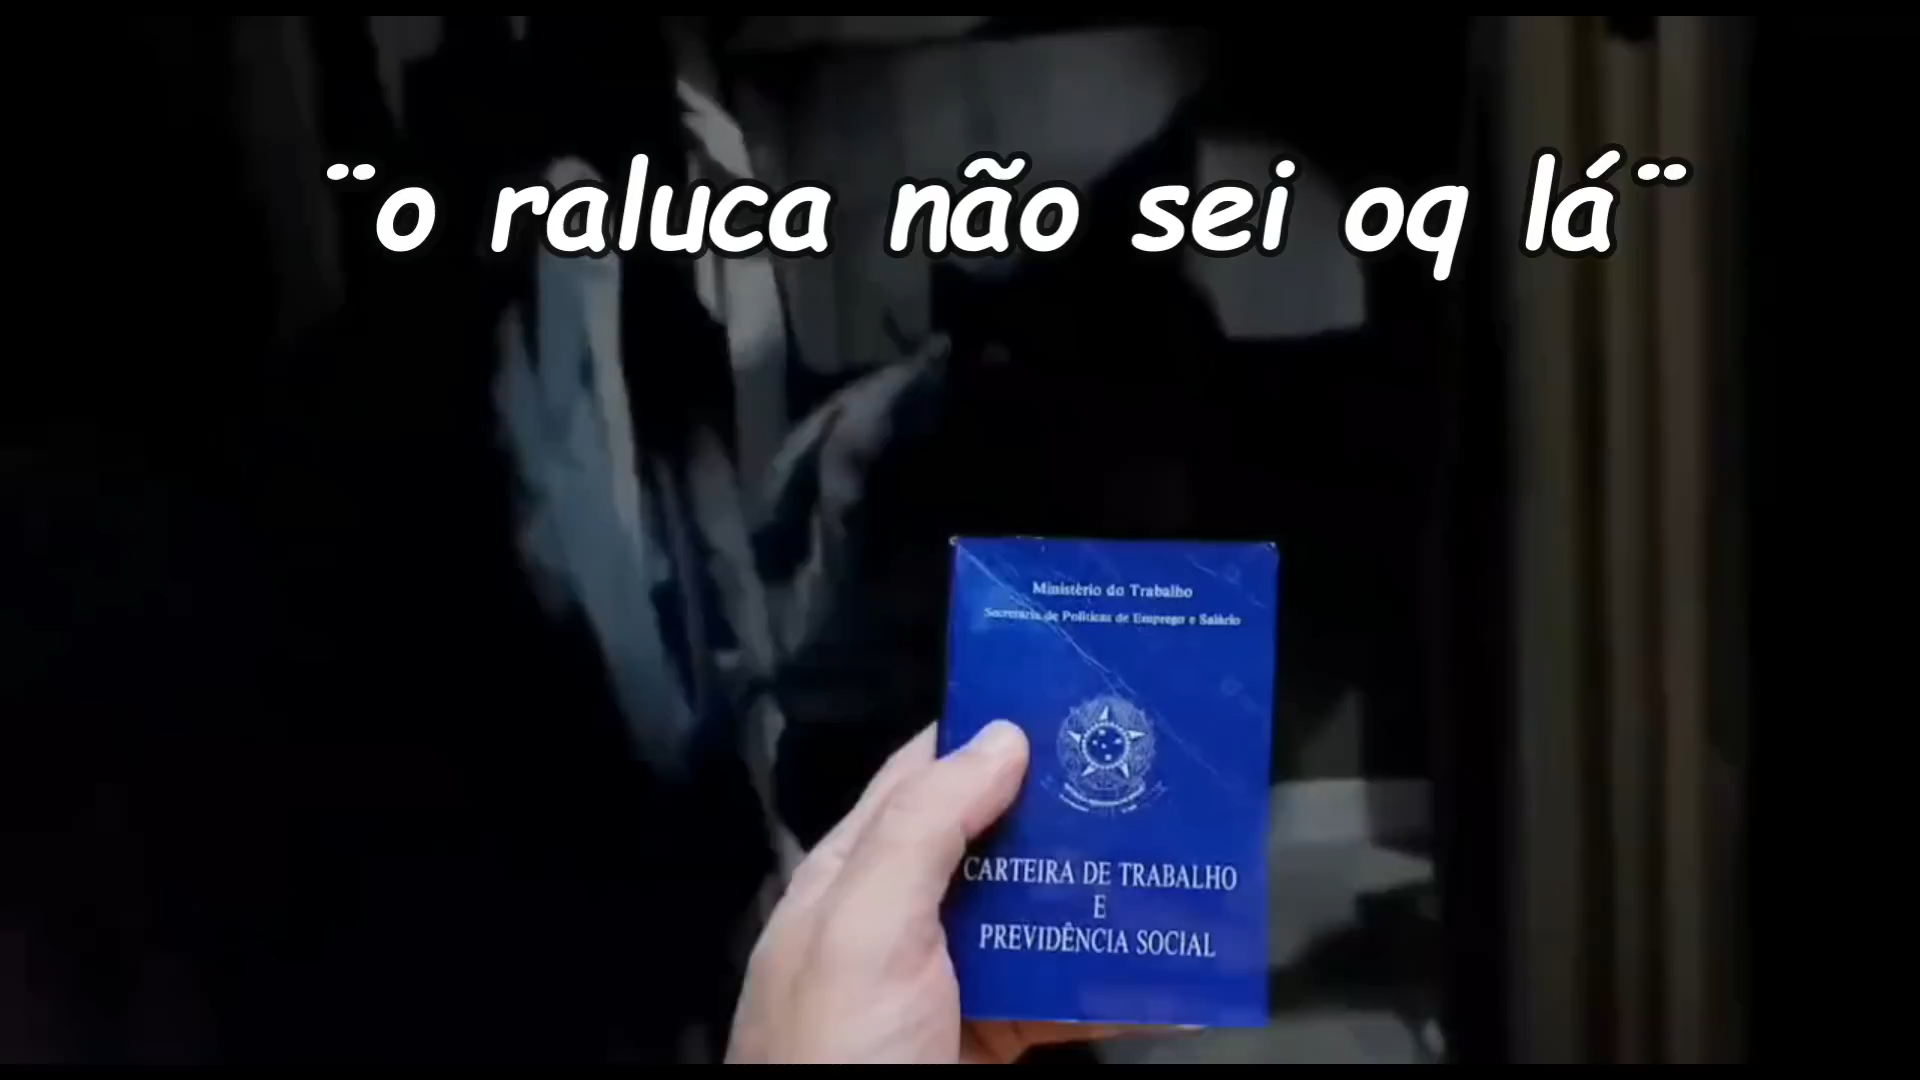 ¨o raluca não sei oq lá¨
Ministério do Trabalho
Secretaria de Políticas de Emprego e Salário
CARTEIRA DE TRABALHO
E
PREVIDÊNCIA SOCIAL